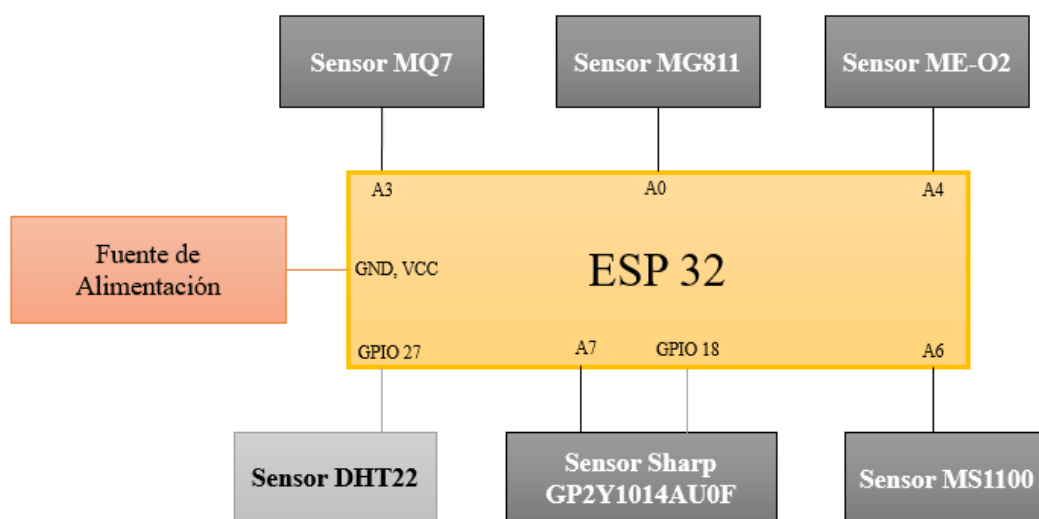 Sensor MQ7
Sensor MG811
Sensor ME-O2
A3
A0
A4
Fuente de
Alimentación
GND, VCC
ESP 32
GPIO 27
A7
GPIO 18
A6
Sensor DHT22
Sensor Sharp
GP2Y1014AU0F
Sensor MS1100